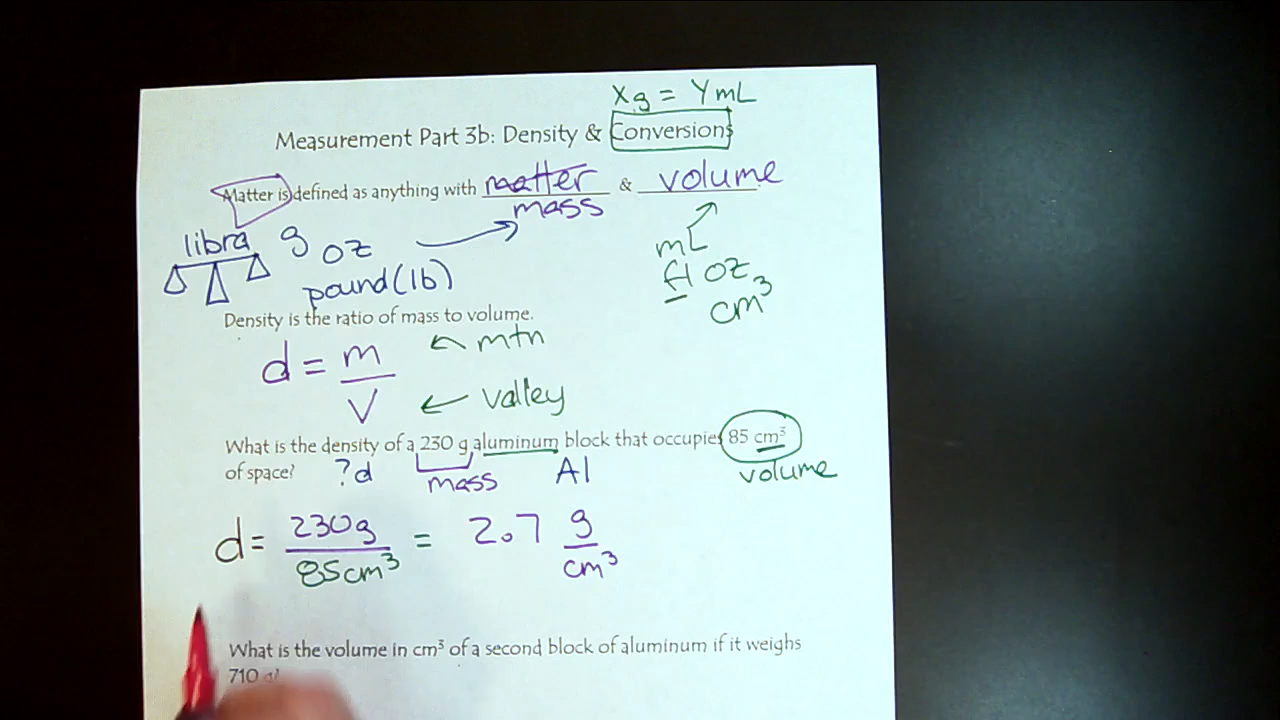 Xg = YmL
Measurement Part 3b: Density & Conversions
Matter is defined as anything with matter & volume
mass
libra g oz
pound(lb)
mL
fl oz
cm³
Density is the ratio of mass to volume.
d = m/V
← mtn
← valley
What is the density of a 230 g aluminum block that occupies 85 cm³
of space? ?d mass Al volume
d = 230g/85cm³ = 2.7 g/cm³
What is the volume in cm³ of a second block of aluminum if it weighs
710